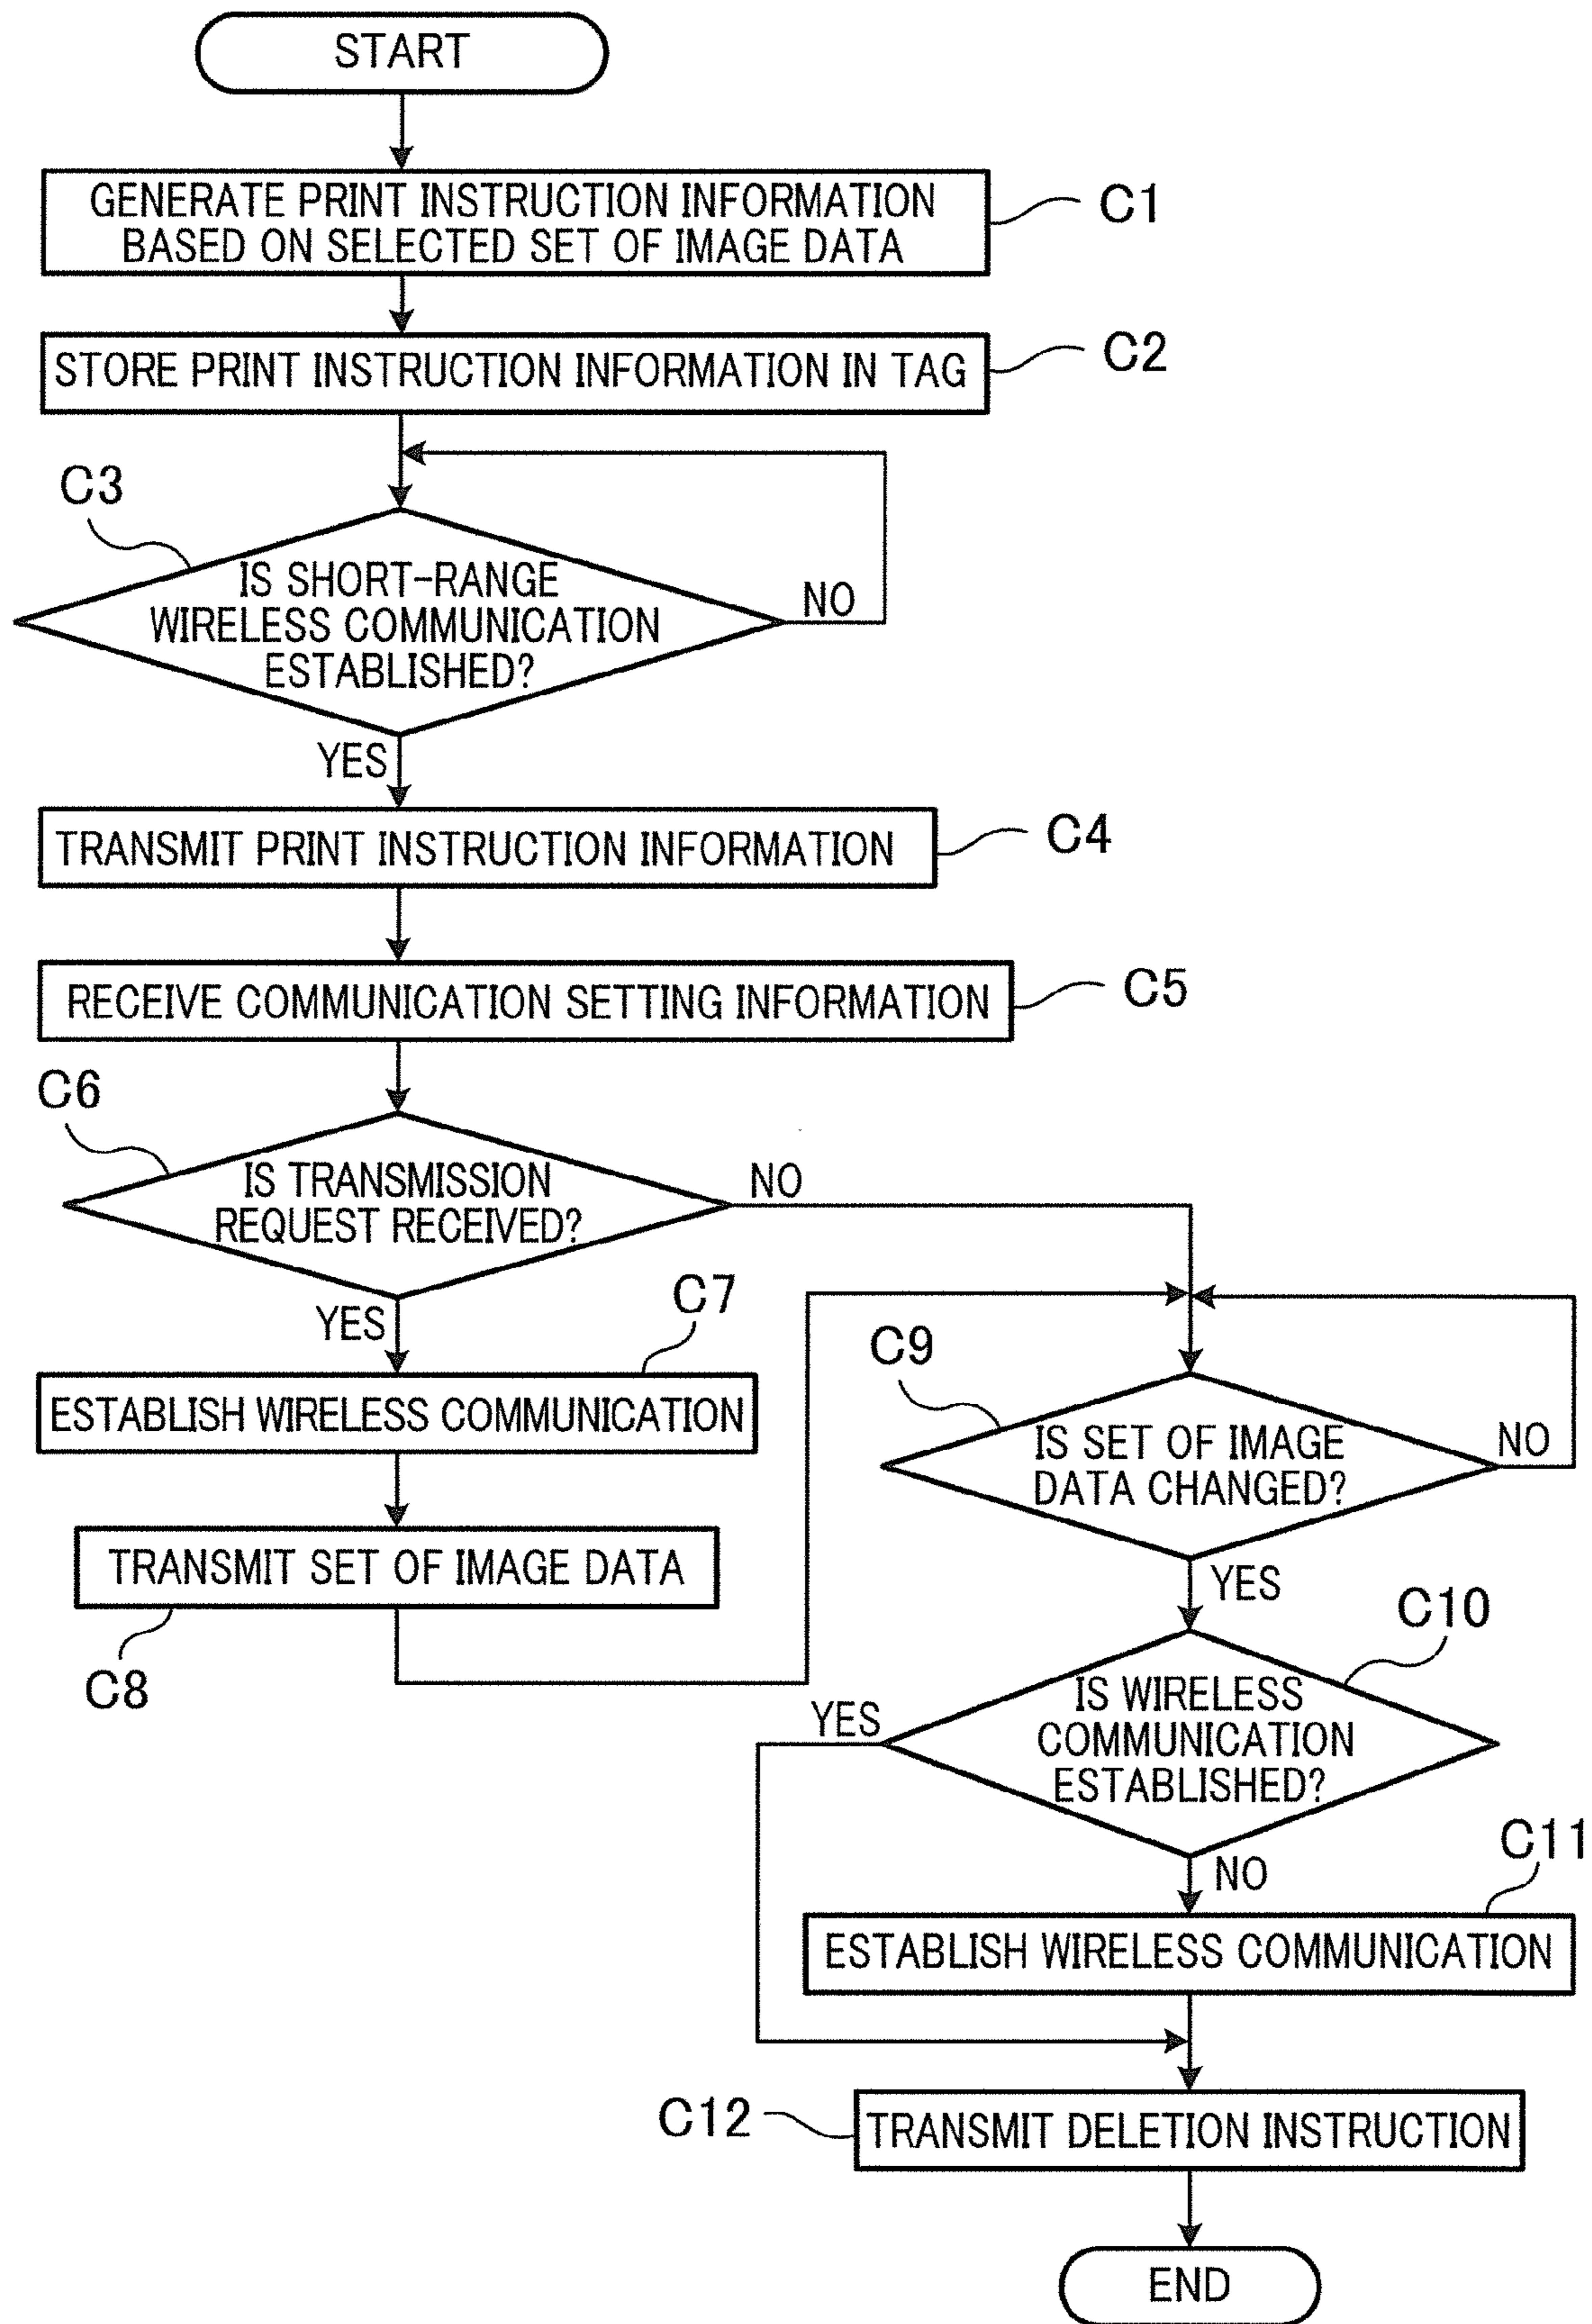 START
GENERATE PRINT INSTRUCTION INFORMATION
BASED ON SELECTED SET OF IMAGE DATA
C1
STORE PRINT INSTRUCTION INFORMATION IN TAG
C2
C3
IS SHORT-RANGE
WIRELESS COMMUNICATION
ESTABLISHED?
NO
YES
TRANSMIT PRINT INSTRUCTION INFORMATION
C4
RECEIVE COMMUNICATION SETTING INFORMATION
C5
C6
IS TRANSMISSION
REQUEST RECEIVED?
NO
YES
C7
ESTABLISH WIRELESS COMMUNICATION
TRANSMIT SET OF IMAGE DATA
C8
C9
IS SET OF IMAGE
DATA CHANGED?
NO
YES
C10
IS WIRELESS
COMMUNICATION
ESTABLISHED?
YES
NO
C11
ESTABLISH WIRELESS COMMUNICATION
C12
TRANSMIT DELETION INSTRUCTION
END